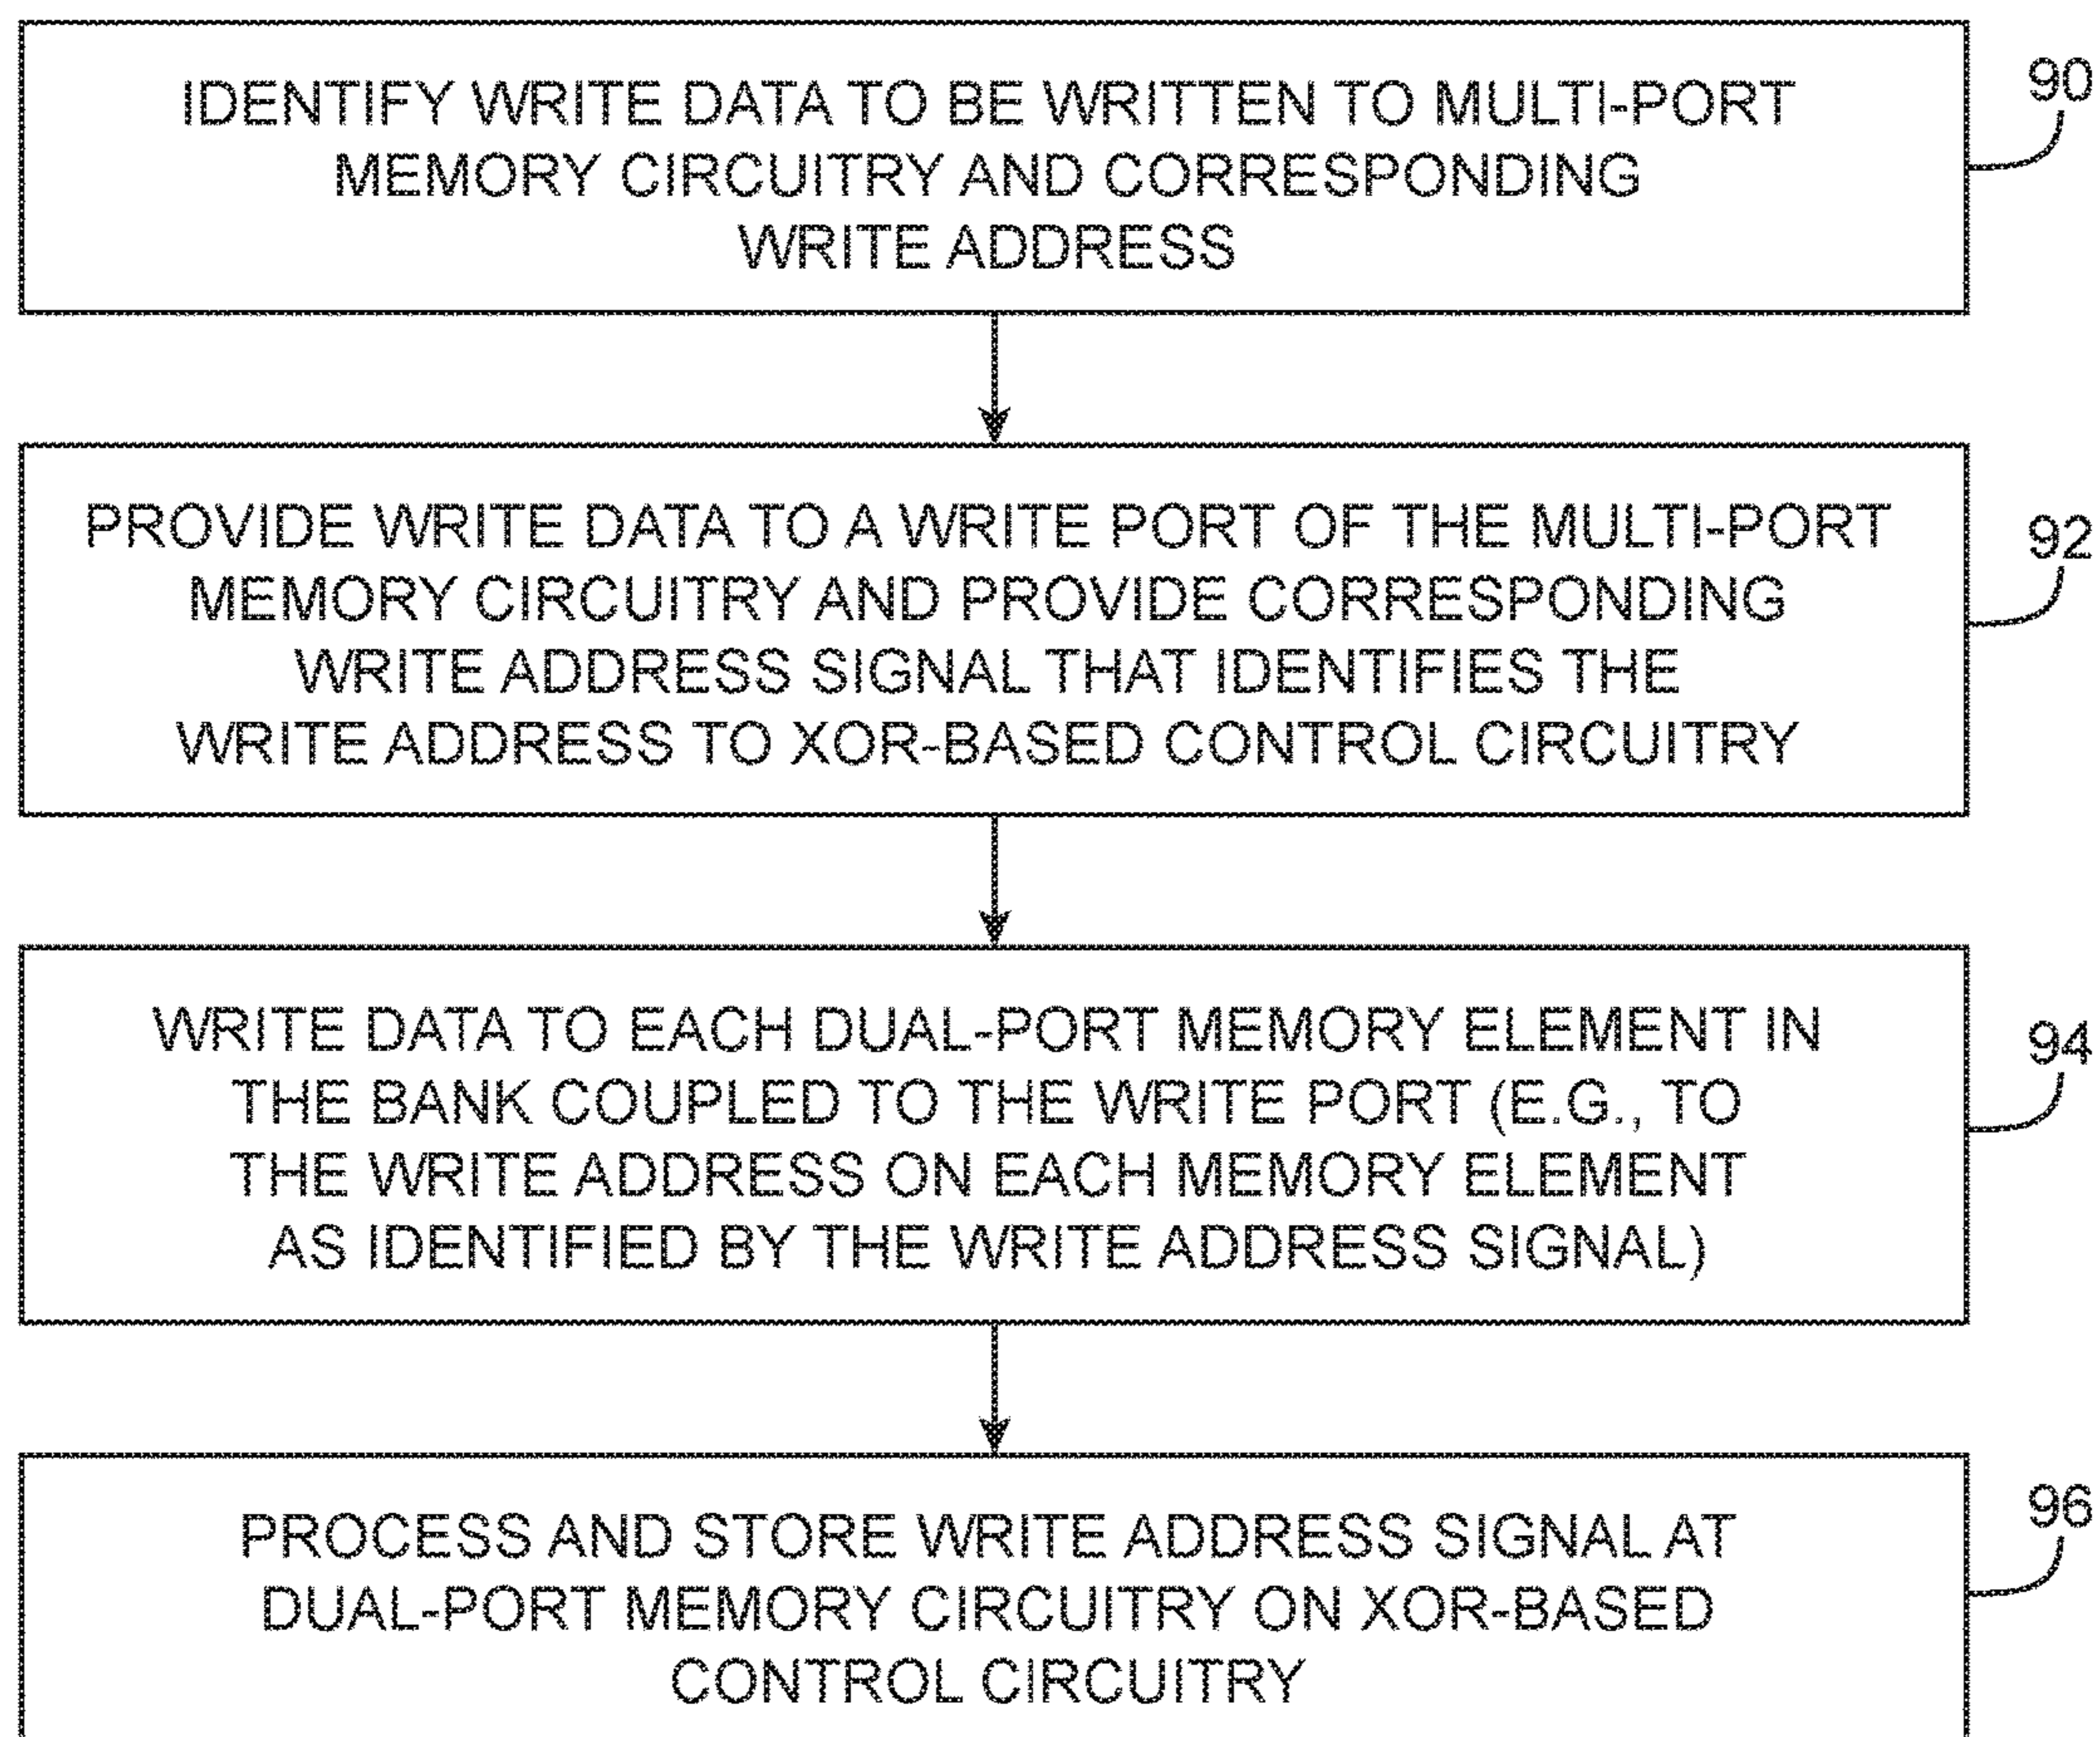 IDENTIFY WRITE DATA TO BE WRITTEN TO MULTI-PORT
MEMORY CIRCUITRY AND CORRESPONDING
WRITE ADDRESS
90
PROVIDE WRITE DATA TO A WRITE PORT OF THE MULTI-PORT
MEMORY CIRCUITRY AND PROVIDE CORRESPONDING
WRITE ADDRESS SIGNAL THAT IDENTIFIES THE
WRITE ADDRESS TO XOR-BASED CONTROL CIRCUITRY
92
WRITE DATA TO EACH DUAL-PORT MEMORY ELEMENT IN
THE BANK COUPLED TO THE WRITE PORT (E.G., TO
THE WRITE ADDRESS ON EACH MEMORY ELEMENT
AS IDENTIFIED BY THE WRITE ADDRESS SIGNAL)
94
PROCESS AND STORE WRITE ADDRESS SIGNAL AT
DUAL-PORT MEMORY CIRCUITRY ON XOR-BASED
CONTROL CIRCUITRY
96